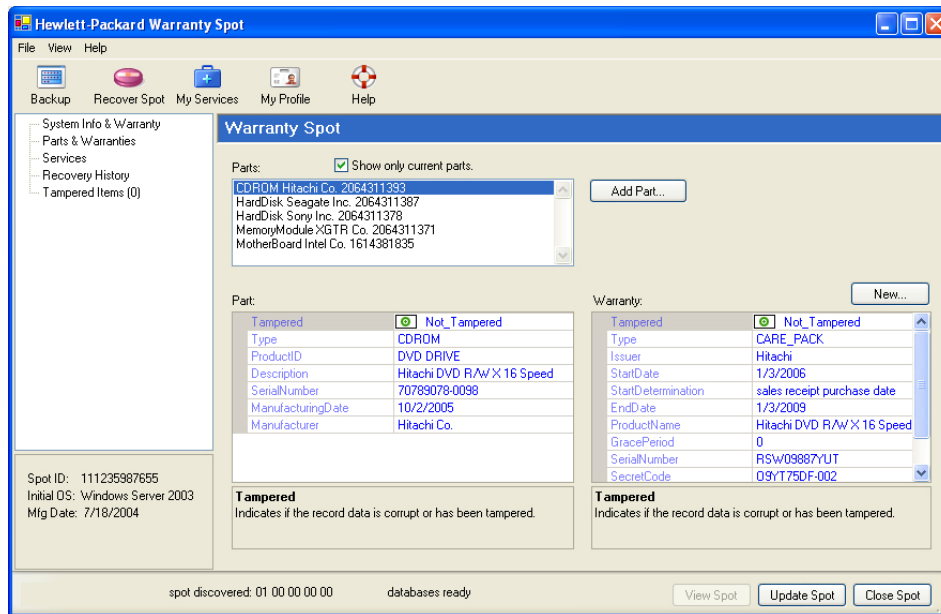 Hewlett-Packard Warranty Spot
File View Help
Backup Recover Spot My Services My Profile Help
System Info & Warranty
Parts & Warranties
Services
Recovery History
Tampered Items (0)
Warranty Spot
Parts: Show only current parts.
CDROM Hitachi Co. 2064311393
HardDisk Seagate Inc. 2064311387
HardDisk Sony Inc. 2064311378
MemoryModule XGTR Co. 2064311371
MotherBoard Intel Co. 1614381835
Add Part...
Part:
Tampered Not_Tampered
Type CDROM
ProductID DVD DRIVE
Description Hitachi DVD R/W X 16 Speed
SerialNumber 70789078-0098
ManufacturingDate 10/2/2005
Manufacturer Hitachi Co.
Tampered
Indicates if the record data is corrupt or has been tampered.
Warranty: New...
Tampered Not_Tampered
Type CARE_PACK
Issuer Hitachi
StartDate 1/3/2006
StartDetermination sales receipt purchase date
EndDate 1/3/2009
ProductName Hitachi DVD R/W X 16 Speed
GracePeriod 0
SerialNumber RSW09887YUT
SecretCode O9YT75DF-002
Tampered
Indicates if the record data is corrupt or has been tampered.
Spot ID: 111235987655
Initial OS: Windows Server 2003
Mfg Date: 7/18/2004
spot discovered: 01 00 00 00 00 databases ready
View Spot Update Spot Close Spot